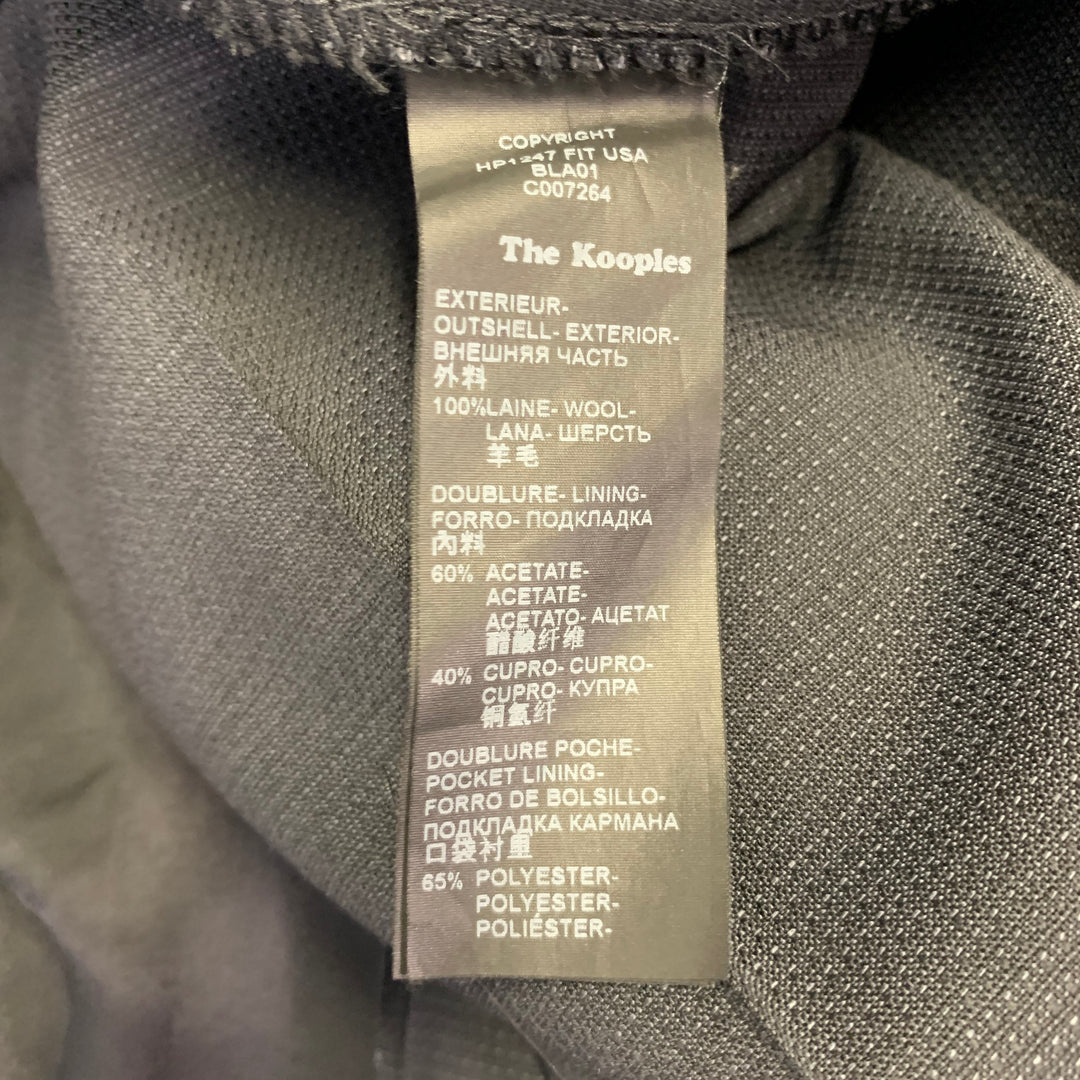 COPYRIGHT
HP1247 FIT USA
BLA01
C007264
The Kooples
EXTERIEUR-
OUTSHELL- EXTERIOR-
ВНЕШНЯЯ ЧАСТЬ
外料
100%LAINE- WOOL-
LANA- ШЕРСТЬ
羊毛
DOUBLURE- LINING-
FORRO- ПОДКЛАДКА
內料
60% ACETATE-
ACETATE-
ACETATO- АЦЕТАТ
醋酸纤维
40% CUPRO- CUPRO-
CUPRO- КУПРА
铜氨纤
DOUBLURE POCHE-
POCKET LINING-
FORRO DE BOLSILLO-
ПОДКЛАДКА КАРМАНА
口袋衬里
65% POLYESTER-
POLYESTER-
POLIÉSTER-